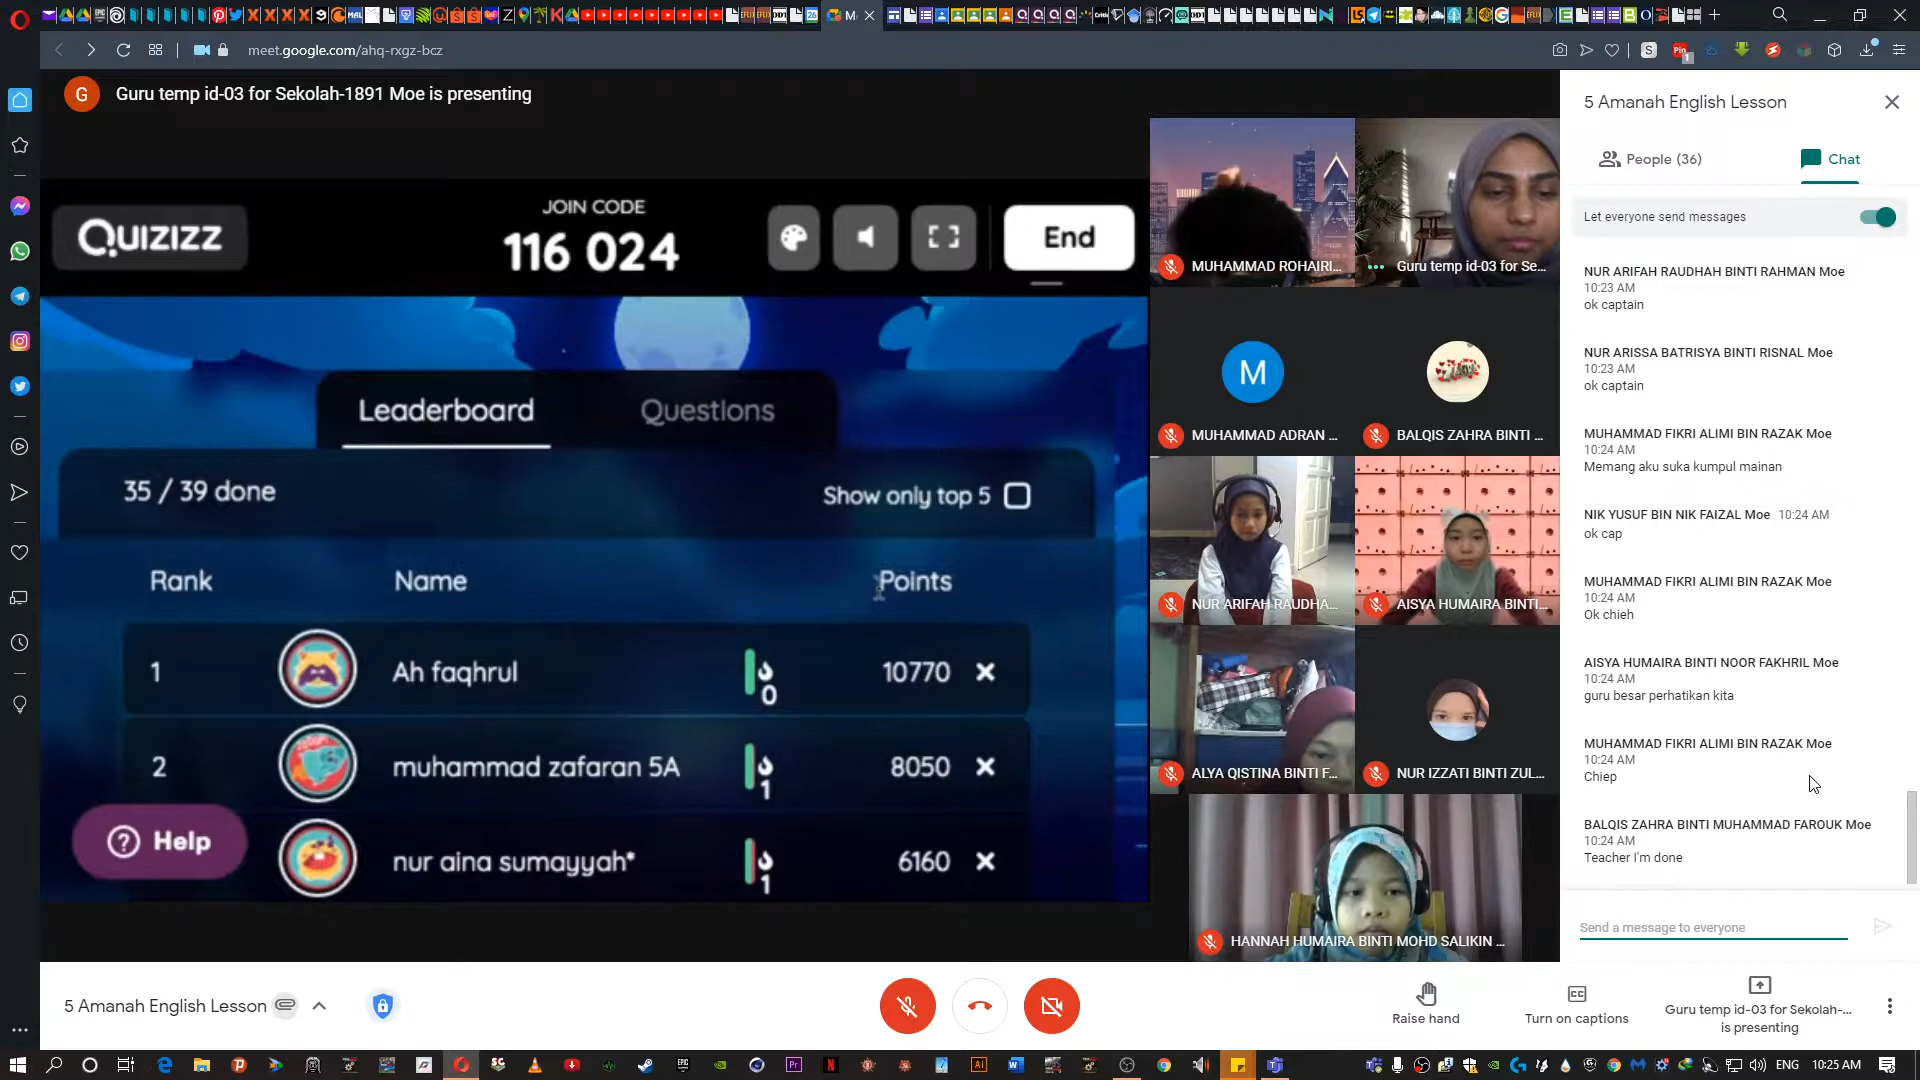 meet.google.com/ahq-rxgz-bcz
G
Guru temp id-03 for Sekolah-1891 Moe is presenting
Quizizz
JOIN CODE
116 024
End
Leaderboard
Questions
35 / 39 done
Show only top 5
Rank
Name
Points
1
Ah faqhrul
0
10770
2
muhammad zafaran 5A
1
8050
nur aina sumayyah*
1
6160
Help
MUHAMMAD ROHAIRI...
Guru temp id-03 for Se...
M
MUHAMMAD ADRAN ...
BALQIS ZAHRA BINTI ...
NUR ARIFAH RAUDHA...
AISYA HUMAIRA BINTI...
ALYA QISTINA BINTI F...
NUR IZZATI BINTI ZUL...
HANNAH HUMAIRA BINTI MOHD SALIKIN ...
5 Amanah English Lesson
People (36)
Chat
Let everyone send messages
NUR ARIFAH RAUDHAH BINTI RAHMAN Moe
10:23 AM
ok captain
NUR ARISSA BATRISYA BINTI RISNAL Moe
10:23 AM
ok captain
MUHAMMAD FIKRI ALIMI BIN RAZAK Moe
10:24 AM
Memang aku suka kumpul mainan
NIK YUSUF BIN NIK FAIZAL Moe 10:24 AM
ok cap
MUHAMMAD FIKRI ALIMI BIN RAZAK Moe
10:24 AM
Ok chieh
AISYA HUMAIRA BINTI NOOR FAKHRIL Moe
10:24 AM
guru besar perhatikan kita
MUHAMMAD FIKRI ALIMI BIN RAZAK Moe
10:24 AM
Chiep
BALQIS ZAHRA BINTI MUHAMMAD FAROUK Moe
10:24 AM
Teacher I'm done
Send a message to everyone
5 Amanah English Lesson
Raise hand
Turn on captions
Guru temp id-03 for Sekolah-...
is presenting
ENG
10:25 AM